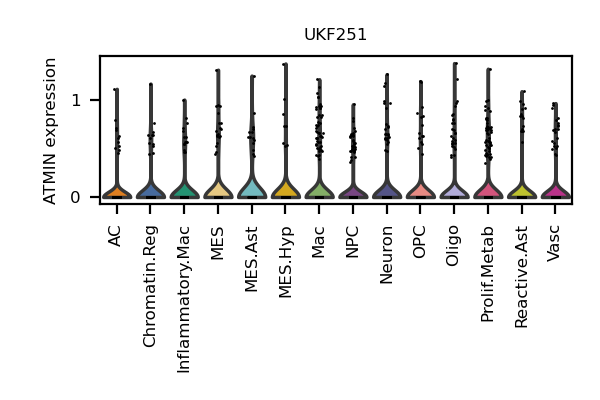 UKF251
ATMIN expression
1
0
AC
Chromatin.Reg
Inflammatory.Mac
MES
MES.Ast
MES.Hyp
Mac
NPC
Neuron
OPC
Oligo
Prolif.Metab
Reactive.Ast
Vasc